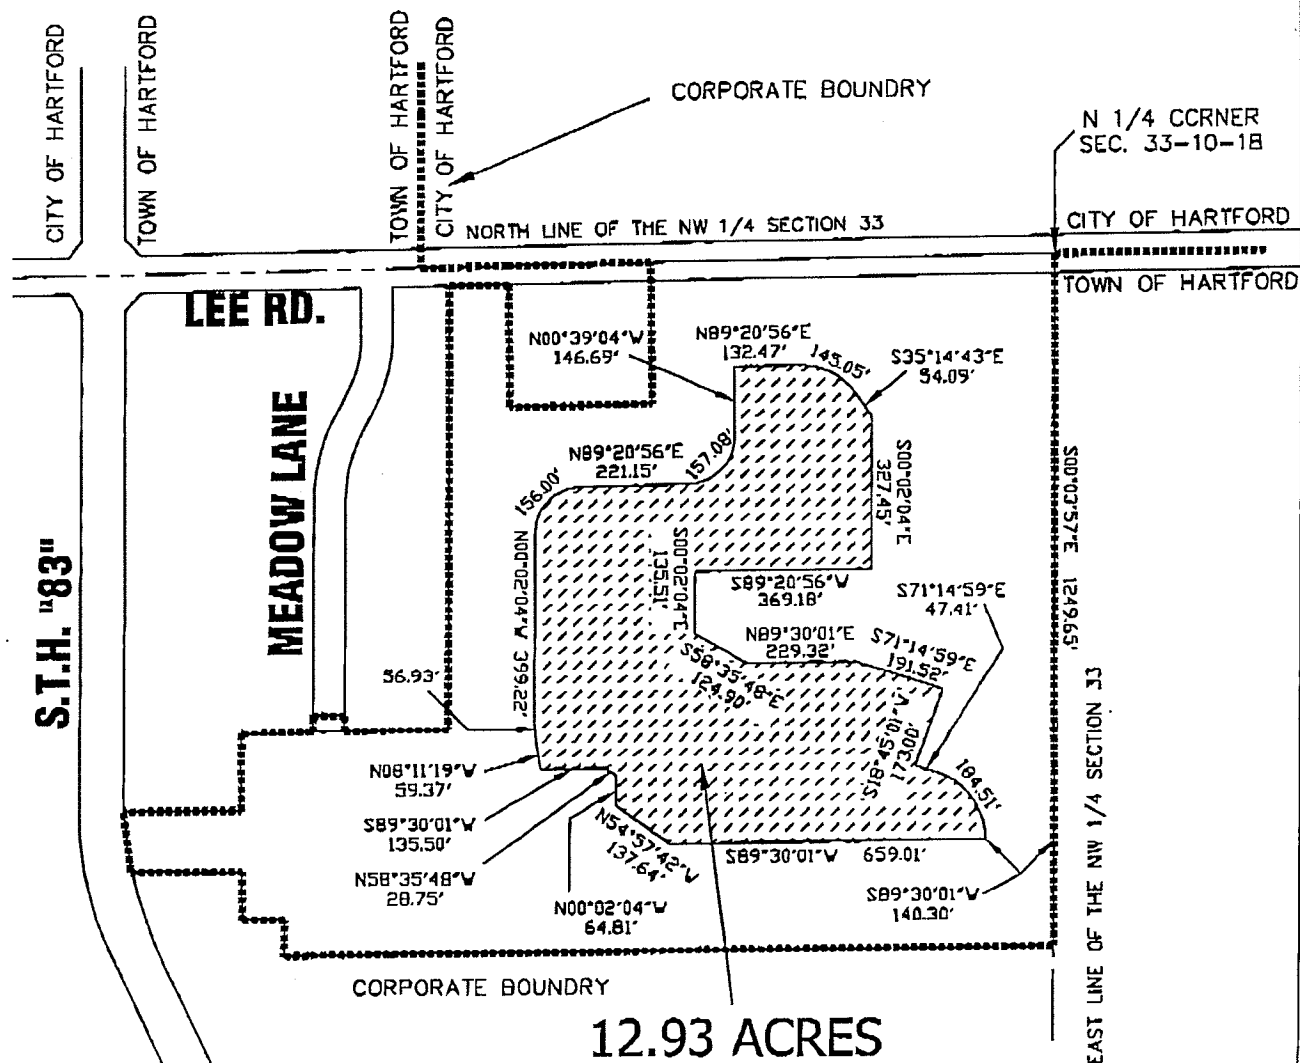 CITY OF HARTFORD
TOWN OF HARTFORD
TOWN OF HARTFORD
CITY OF HARTFORD
CORPORATE BOUNDRY
N 1/4 CCRNER
SEC. 33-10-18
NORTH LINE OF THE NW 1/4 SECTION 33
CITY OF HARTFORD
TOWN OF HARTFORD
LEE RD.
MEADOW LANE
S.T.H. "83"
N00°39'04"W
146.69'
N89°20'56"E
132.47'
145.05'
S35°14'43"E
54.09'
N89°20'56"E
221.15'
157.08'
156.00'
S00°02'04"E
327.45'
S00°03'57"E 1249.65'
N00°02'04"W 399.22'
S00°02'04"E
135.51'
S89°20'56"W
369.18'
S71°14'59"E
47.41'
N89°30'01"E
229.32'
S71°14'59"E
191.52'
S58°35'48"E
124.90'
56.93'
S18°45'01"W
173.00'
184.51'
N08°11'19"W
59.37'
S89°30'01"W
135.50'
N54°57'42"W
137.64'
S89°30'01"W 659.01'
N58°35'48"W
28.75'
N00°02'04"W
64.81'
S89°30'01"W
140.30'
EAST LINE OF THE NW 1/4 SECTION 33
CORPORATE BOUNDRY
12.93 ACRES